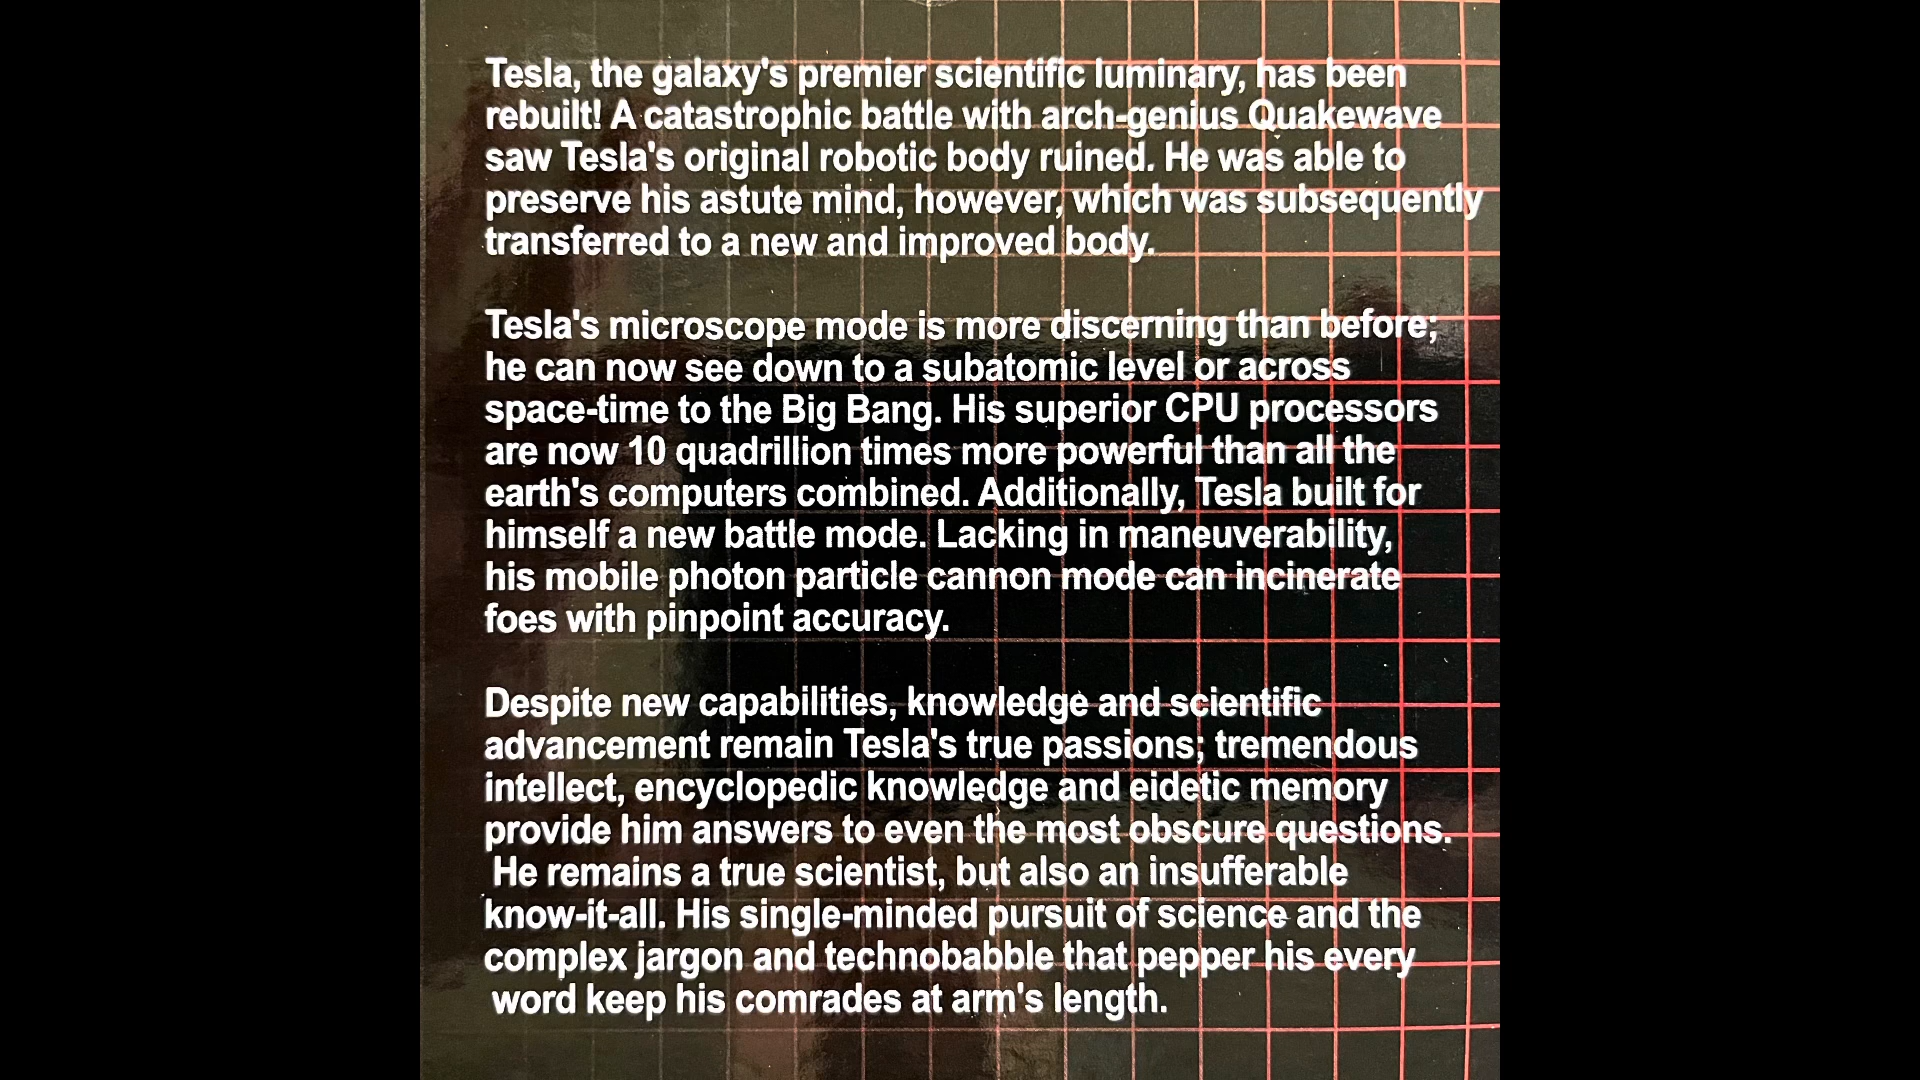 Tesla, the galaxy's premier scientific luminary, has been
rebuilt! A catastrophic battle with arch-genius Quakewave
saw Tesla's original robotic body ruined. He was able to
preserve his astute mind, however, which was subsequently
transferred to a new and improved body.
Tesla's microscope mode is more discerning than before;
he can now see down to a subatomic level or across
space-time to the Big Bang. His superior CPU processors
are now 10 quadrillion times more powerful than all the
earth's computers combined. Additionally, Tesla built for
himself a new battle mode. Lacking in maneuverability,
his mobile photon particle cannon mode can incinerate
foes with pinpoint accuracy.
Despite new capabilities, knowledge and scientific
advancement remain Tesla's true passions; tremendous
intellect, encyclopedic knowledge and eidetic memory
provide him answers to even the most obscure questions.
He remains a true scientist, but also an insufferable
know-it-all. His single-minded pursuit of science and the
complex jargon and technobabble that pepper his every
word keep his comrades at arm's length.